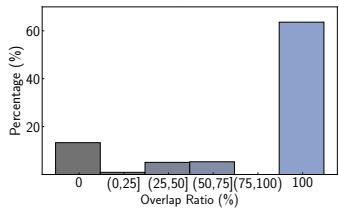 Percentage (%)
60
40
20
0 (0,25] (25,50] (50,75] (75,100) 100
Overlap Ratio (%)